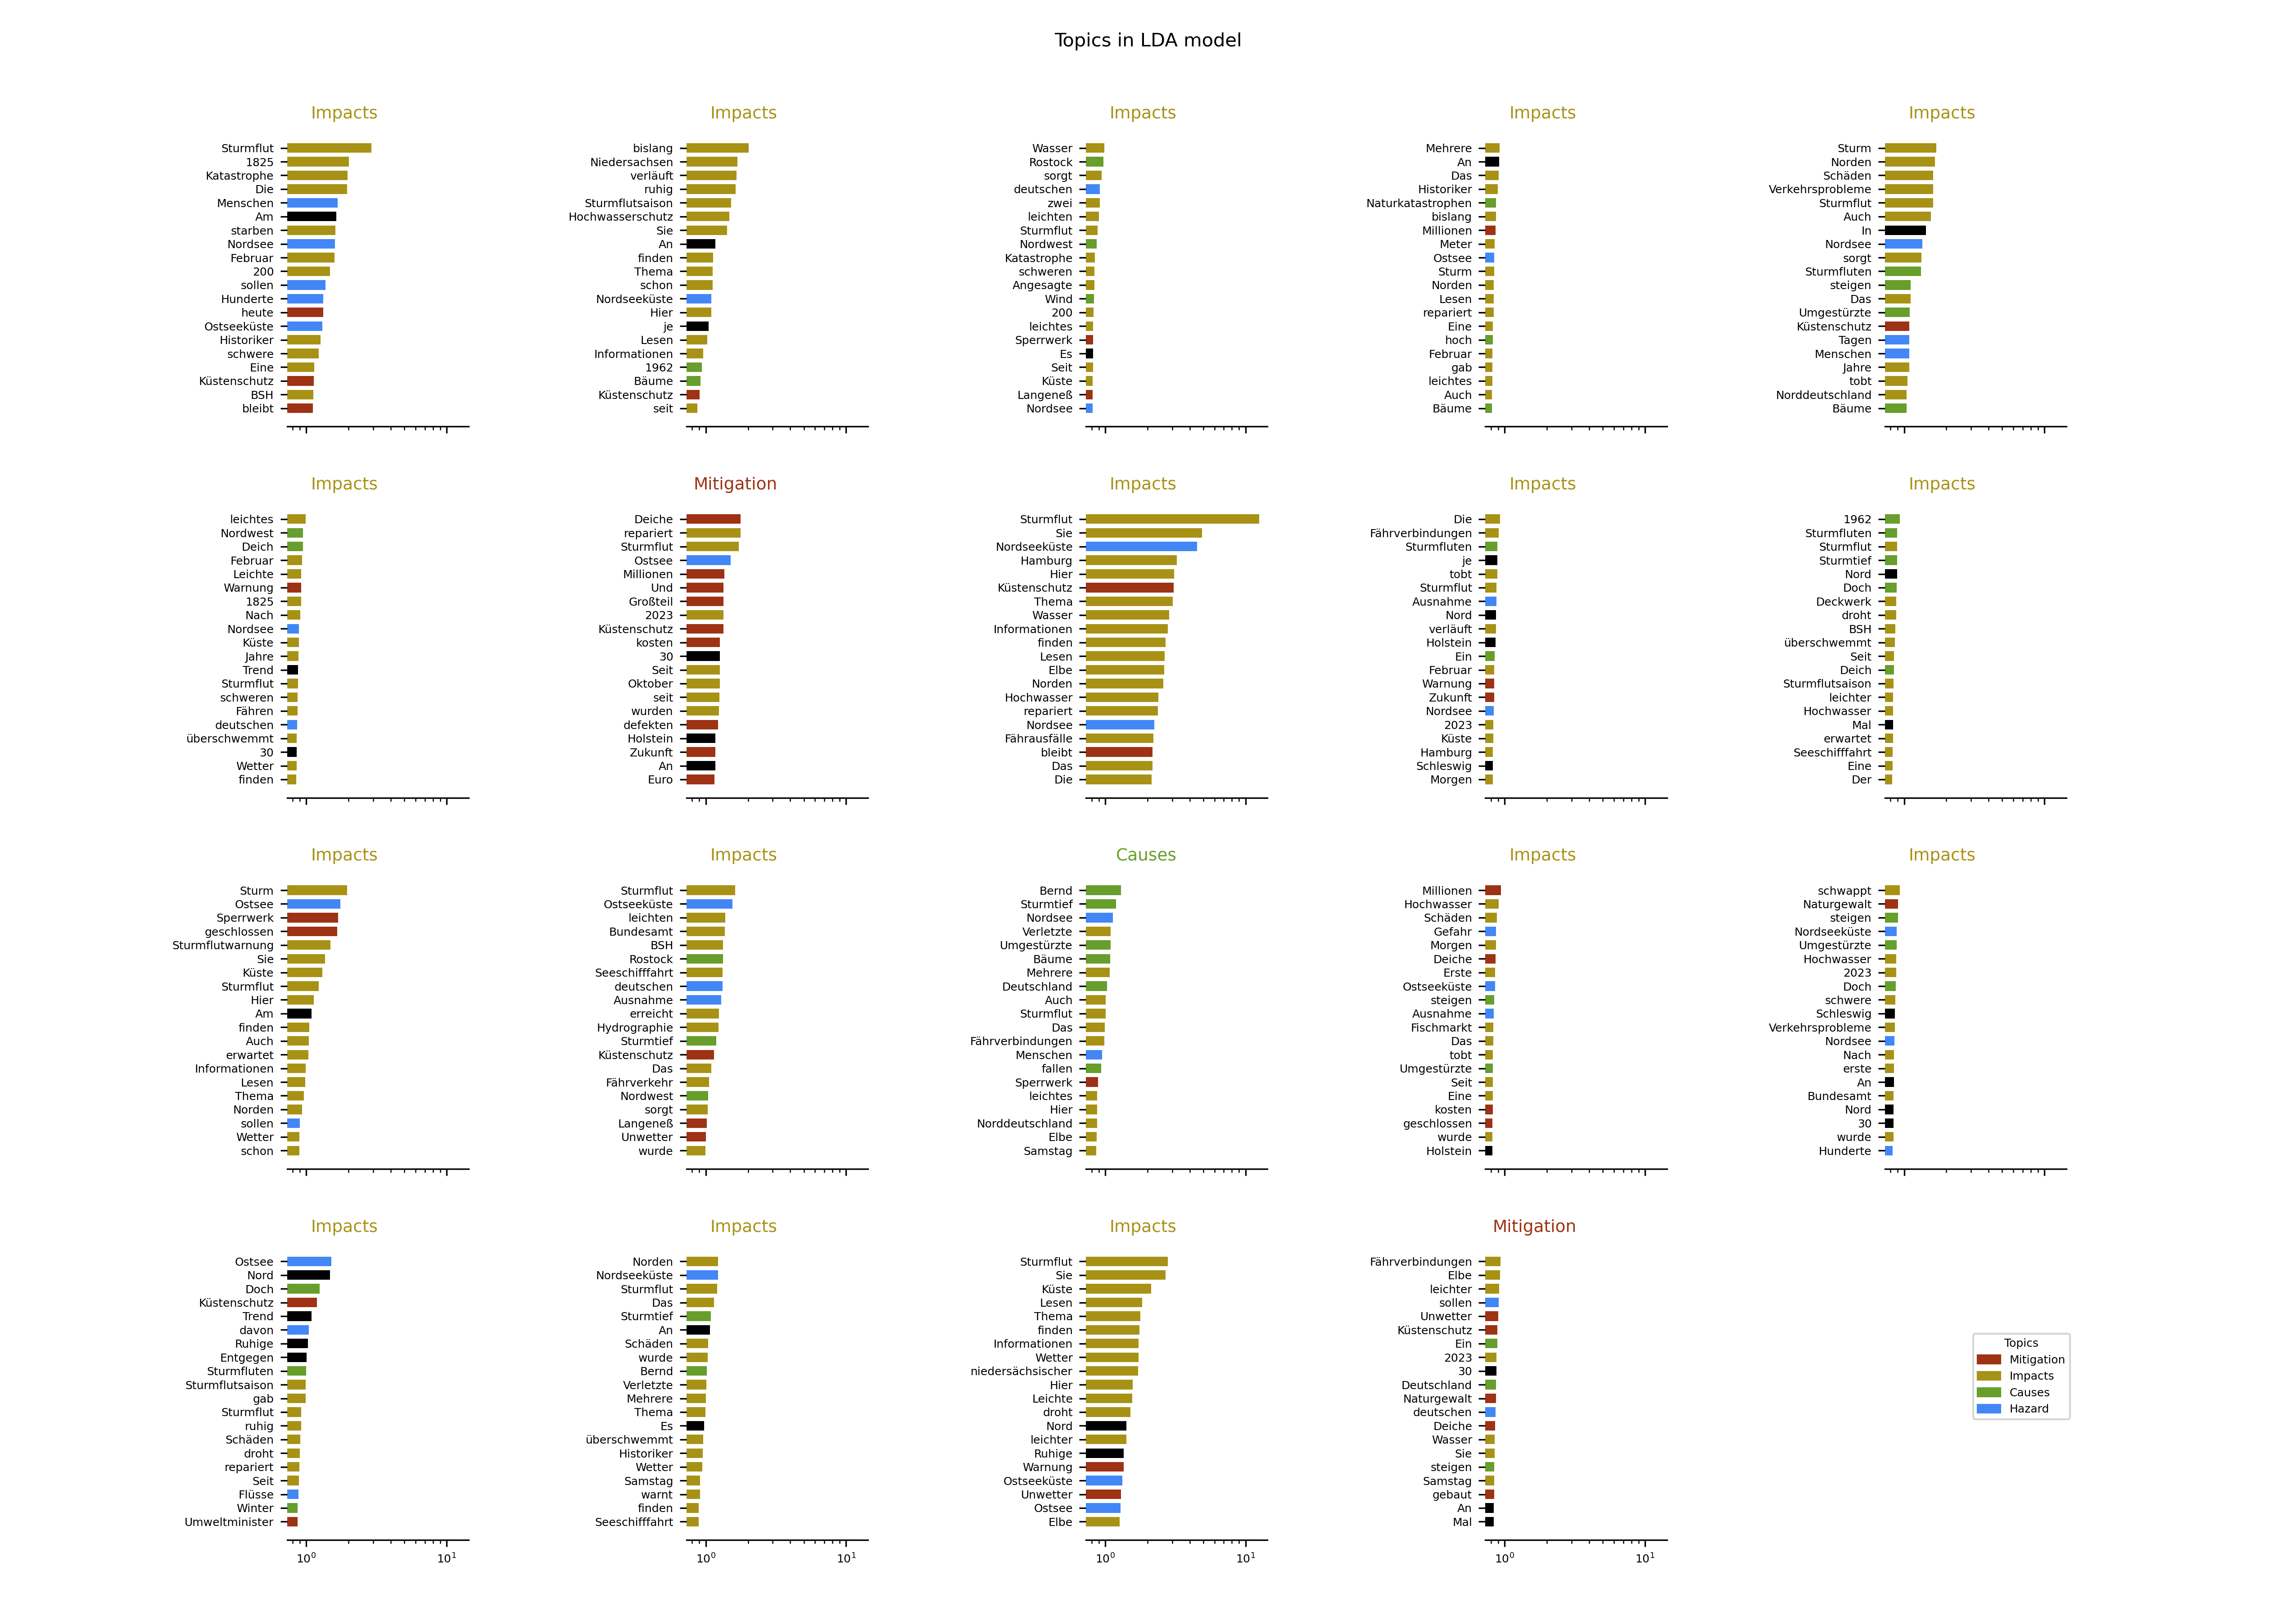 Topics in LDA model
Impacts
Sturmflut
1825
Katastrophe
Die
Menschen
Am
starben
Nordsee
Februar
200
sollen
Hunderte
heute
Ostseeküste
Historiker
schwere
Eine
Küstenschutz
BSH
bleibt
Impacts
bislang
Niedersachsen
verläuft
ruhig
Sturmflutsaison
Hochwasserschutz
Sie
An
finden
Thema
schon
Nordseeküste
Hier
je
Lesen
Informationen
1962
Bäume
Küstenschutz
seit
Impacts
Wasser
Rostock
sorgt
deutschen
zwei
leichten
Sturmflut
Nordwest
Katastrophe
schweren
Angesagte
Wind
200
leichtes
Sperrwerk
Es
Seit
Küste
Langeneß
Nordsee
Impacts
Mehrere
An
Das
Historiker
Naturkatastrophen
bislang
Millionen
Meter
Ostsee
Sturm
Norden
Lesen
repariert
Eine
hoch
Februar
gab
leichtes
Auch
Bäume
Impacts
Sturm
Norden
Schäden
Verkehrsprobleme
Sturmflut
Auch
In
Nordsee
sorgt
Sturmfluten
steigen
Das
Umgestürzte
Küstenschutz
Tagen
Menschen
Jahre
tobt
Norddeutschland
Bäume
Impacts
leichtes
Nordwest
Deich
Februar
Leichte
Warnung
1825
Nach
Nordsee
Küste
Jahre
Trend
Sturmflut
schweren
Fähren
deutschen
überschwemmt
30
Wetter
finden
Mitigation
Deiche
repariert
Sturmflut
Ostsee
Millionen
Und
Großteil
2023
Küstenschutz
kosten
30
Seit
Oktober
seit
wurden
defekten
Holstein
Zukunft
An
Euro
Impacts
Sturmflut
Sie
Nordseeküste
Hamburg
Hier
Küstenschutz
Thema
Wasser
Informationen
finden
Lesen
Elbe
Norden
Hochwasser
repariert
Nordsee
Fährausfälle
bleibt
Das
Die
Impacts
Die
Fährverbindungen
Sturmfluten
je
tobt
Sturmflut
Ausnahme
Nord
verläuft
Holstein
Ein
Februar
Warnung
Zukunft
Nordsee
2023
Küste
Hamburg
Schleswig
Morgen
Impacts
1962
Sturmfluten
Sturmflut
Sturmtief
Nord
Doch
Deckwerk
droht
BSH
überschwemmt
Seit
Deich
Sturmflutsaison
leichter
Hochwasser
Mal
erwartet
Seeschifffahrt
Eine
Der
Impacts
Sturm
Ostsee
Sperrwerk
geschlossen
Sturmflutwarnung
Sie
Küste
Sturmflut
Hier
Am
finden
Auch
erwartet
Informationen
Lesen
Thema
Norden
sollen
Wetter
schon
Impacts
Sturmflut
Ostseeküste
leichten
Bundesamt
BSH
Rostock
Seeschifffahrt
deutschen
Ausnahme
erreicht
Hydrographie
Sturmtief
Küstenschutz
Das
Fährverkehr
Nordwest
sorgt
Langeneß
Unwetter
wurde
Causes
Bernd
Sturmtief
Nordsee
Verletzte
Umgestürzte
Bäume
Mehrere
Deutschland
Auch
Sturmflut
Das
Fährverbindungen
Menschen
fallen
Sperrwerk
leichtes
Hier
Norddeutschland
Elbe
Samstag
Impacts
Millionen
Hochwasser
Schäden
Gefahr
Morgen
Deiche
Erste
Ostseeküste
steigen
Ausnahme
Fischmarkt
Das
tobt
Umgestürzte
Seit
Eine
kosten
geschlossen
wurde
Holstein
Impacts
schwappt
Naturgewalt
steigen
Nordseeküste
Umgestürzte
Hochwasser
2023
Doch
schwere
Schleswig
Verkehrsprobleme
Nordsee
Nach
erste
An
Bundesamt
Nord
30
wurde
Hunderte
Impacts
Ostsee
Nord
Doch
Küstenschutz
Trend
davon
Ruhige
Entgegen
Sturmfluten
Sturmflutsaison
gab
Sturmflut
ruhig
Schäden
droht
repariert
Seit
Flüsse
Winter
Umweltminister
10⁰ 10¹
Impacts
Norden
Nordseeküste
Sturmflut
Das
Sturmtief
An
Schäden
wurde
Bernd
Verletzte
Mehrere
Thema
Es
überschwemmt
Historiker
Wetter
Samstag
warnt
finden
Seeschifffahrt
10⁰ 10¹
Impacts
Sturmflut
Sie
Küste
Lesen
Thema
finden
Informationen
Wetter
niedersächsischer
Hier
Leichte
droht
Nord
leichter
Ruhige
Warnung
Ostseeküste
Unwetter
Ostsee
Elbe
10⁰ 10¹
Mitigation
Fährverbindungen
Elbe
leichter
sollen
Unwetter
Küstenschutz
Ein
2023
30
Deutschland
Naturgewalt
deutschen
Deiche
Wasser
Sie
steigen
Samstag
gebaut
An
Mal
10⁰ 10¹
Topics
Mitigation
Impacts
Causes
Hazard